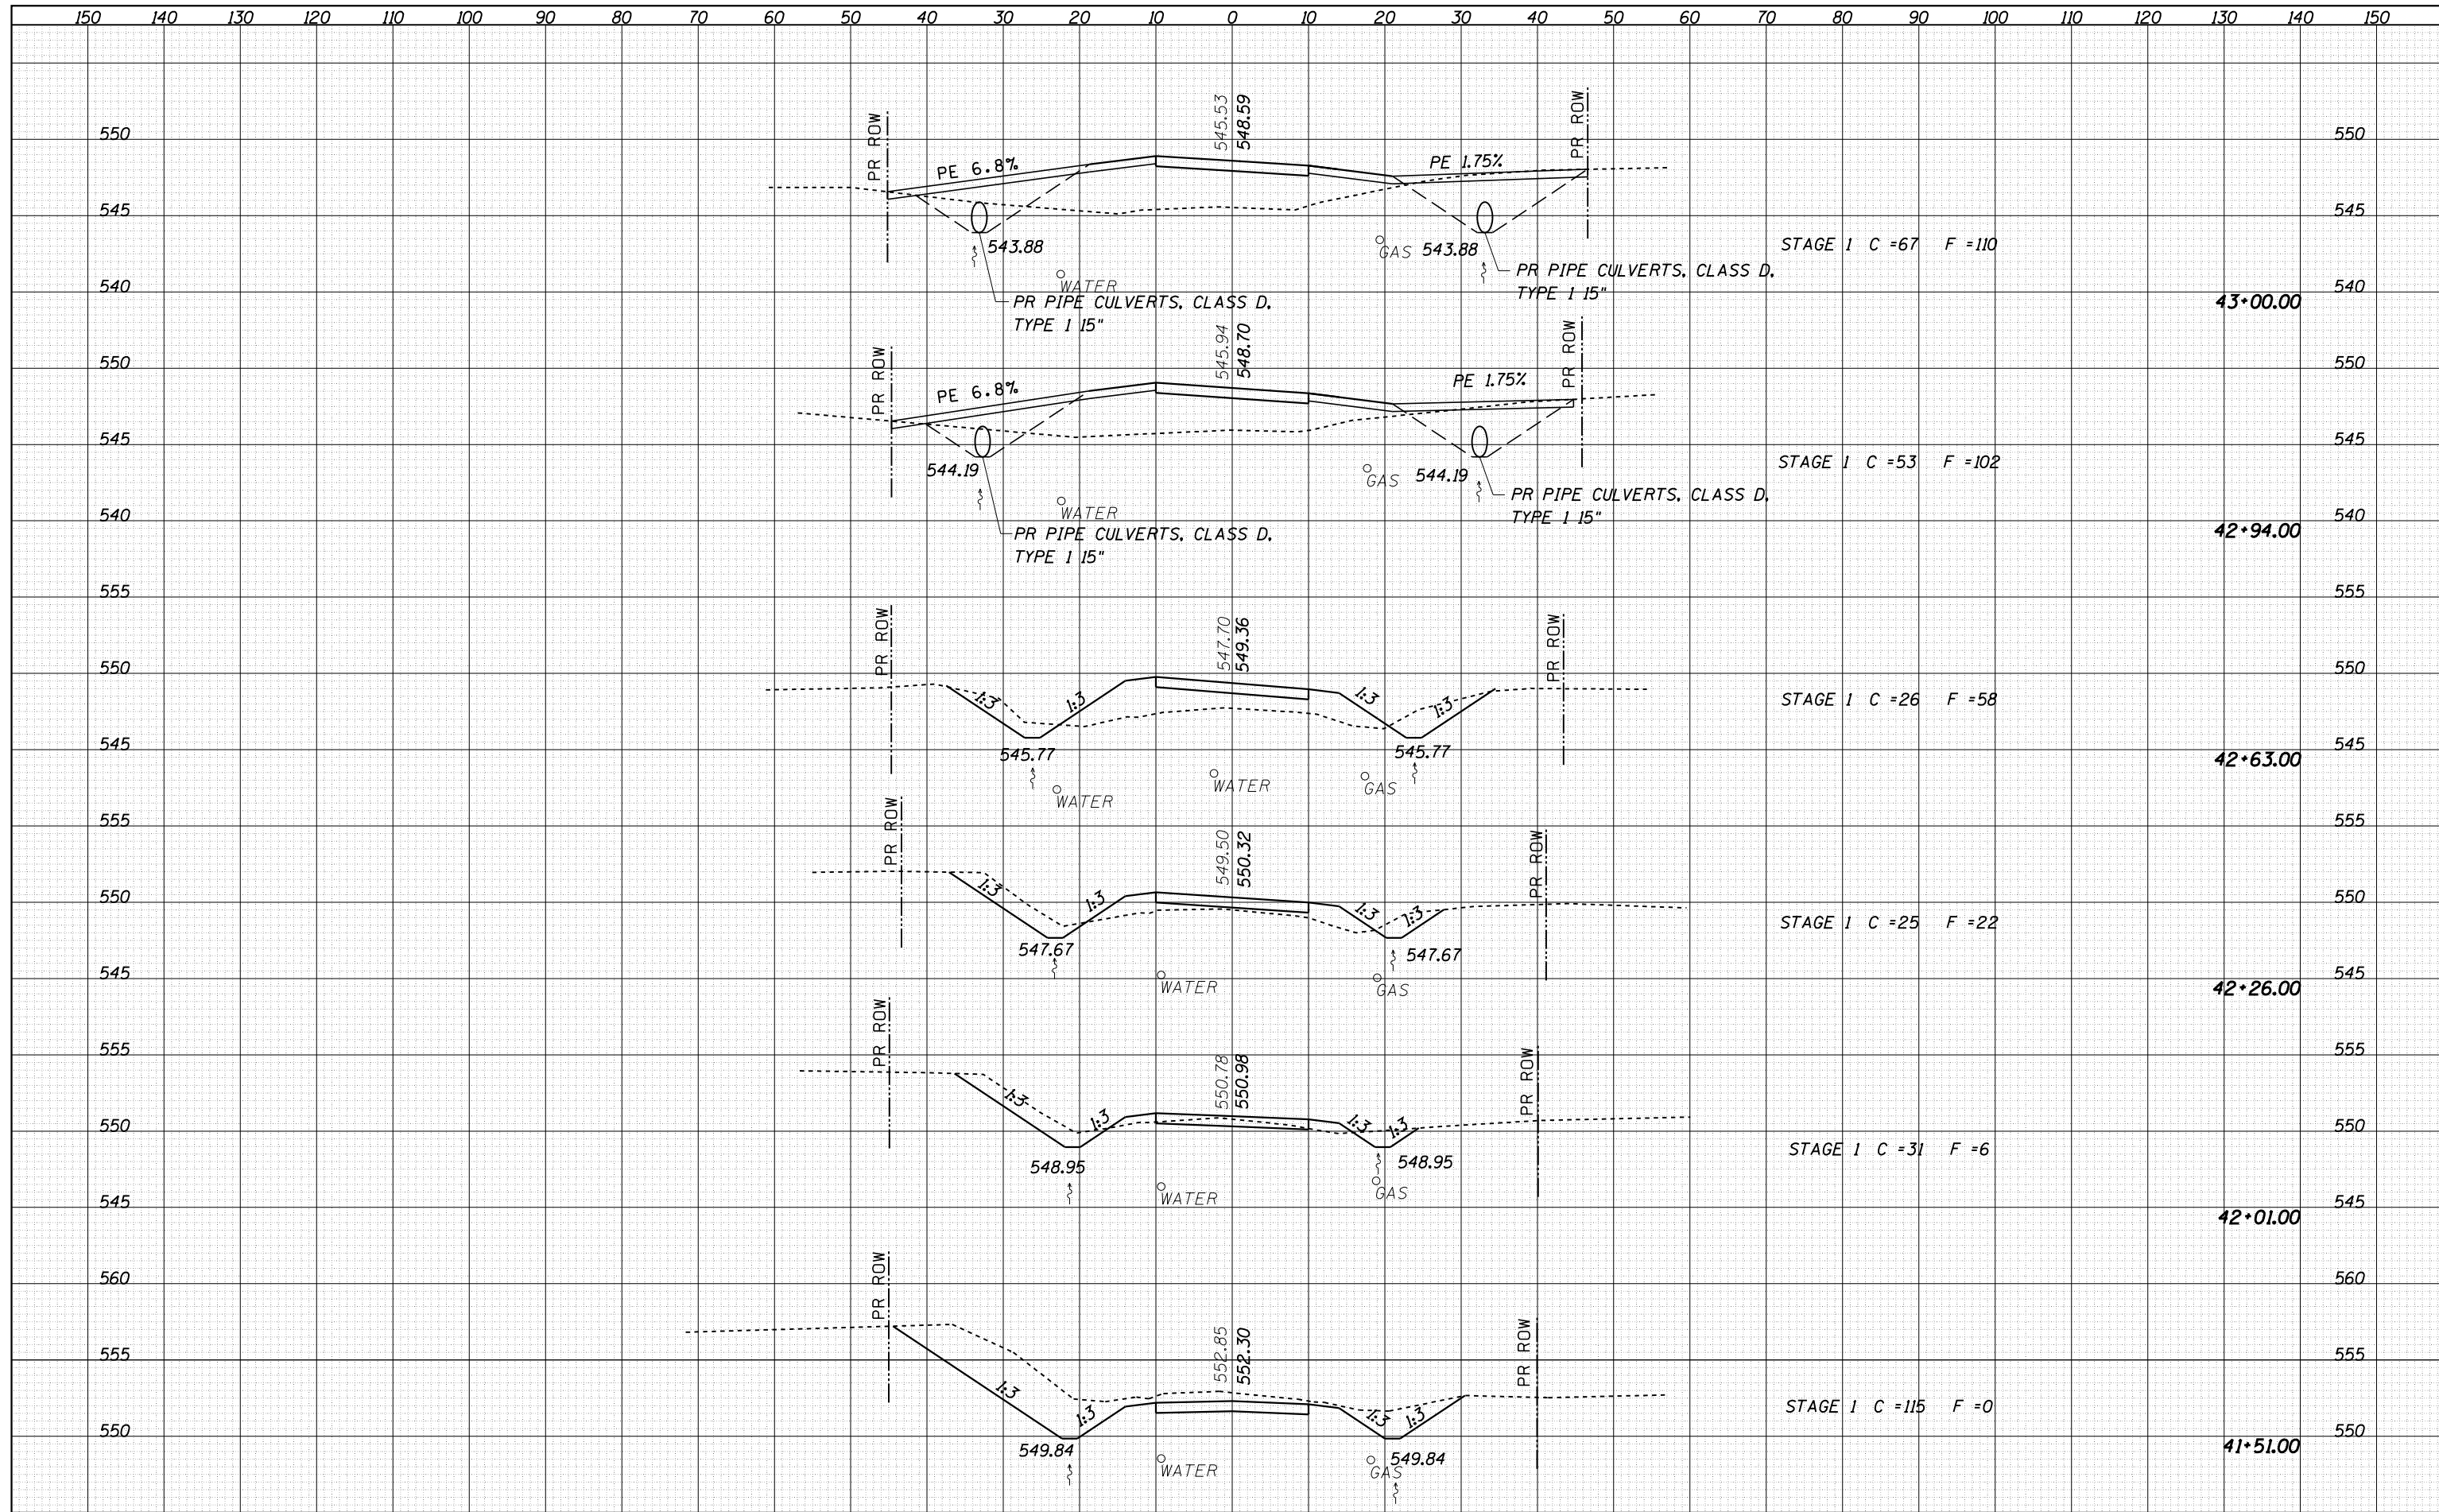 150 140 130 120 110 100 90 80 70 60 50 40 30 20 10 0 10 20 30 40 50 60 70 80 90 100 110 120 130 140 150
545.53
548.59
PR ROW
PR ROW
550
550
PE 6.8%
PE 1.75%
545
545
543.88
GAS
543.88
STAGE 1 C =67 F =110
WATER
PR PIPE CULVERTS, CLASS D,
TYPE 1 15"
PR PIPE CULVERTS, CLASS D,
TYPE 1 15"
540
540
43+00.00
545.94
548.70
PR ROW
PR ROW
550
550
PE 6.8%
PE 1.75%
545
545
544.19
GAS
544.19
STAGE 1 C =53 F =102
WATER
PR PIPE CULVERTS, CLASS D,
TYPE 1 15"
PR PIPE CULVERTS, CLASS D,
TYPE 1 15"
540
540
42+94.00
555
555
547.70
549.36
PR ROW
PR ROW
550
550
1:3
1:3
1:3
1:3
STAGE 1 C =26 F =58
545
545
545.77
545.77
42+63.00
WATER
WATER
GAS
555
555
549.50
550.32
PR ROW
PR ROW
550
550
1:3
1:3
1:3
1:3
STAGE 1 C =25 F =22
547.67
547.67
545
545
WATER
GAS
42+26.00
555
555
550.78
550.98
PR ROW
PR ROW
1:3
1:3
1:3
1:3
550
550
STAGE 1 C =31 F =6
548.95
548.95
WATER
GAS
545
545
42+01.00
560
560
552.85
552.30
PR ROW
PR ROW
555
555
1:3
1:3
1:3
1:3
STAGE 1 C =115 F =0
550
550
549.84
549.84
41+51.00
WATER
GAS